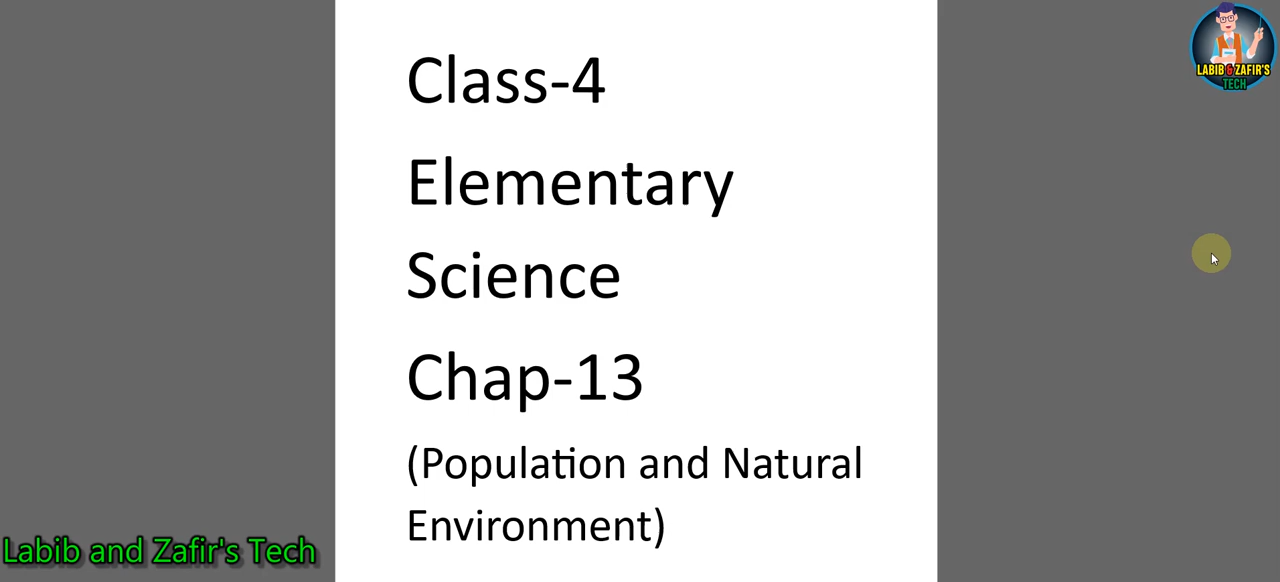 Class-4
Elementary
Science
Chap-13
(Population and Natural
Environment)
LABIB & ZAFIR'S
TECH
Labib and Zafir's Tech